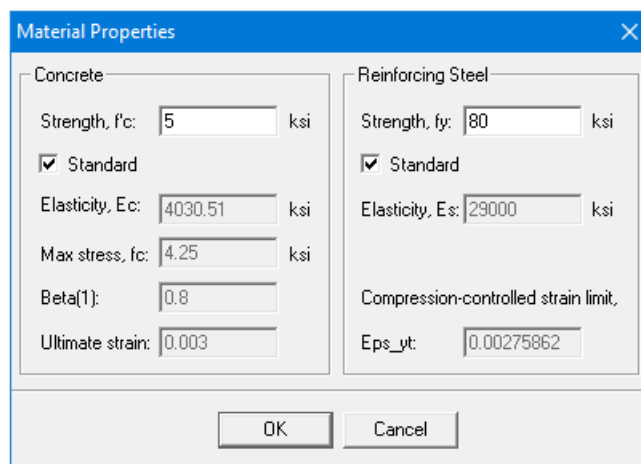 Material Properties
Concrete
Strength, f'c: 5 ksi
Standard
Elasticity, Ec: 4030.51 ksi
Max stress, fc: 4.25 ksi
Beta(1): 0.8
Ultimate strain: 0.003
Reinforcing Steel
Strength, fy: 80 ksi
Standard
Elasticity, Es: 29000 ksi
Compression-controlled strain limit,
Eps_yt: 0.00275862
OK Cancel